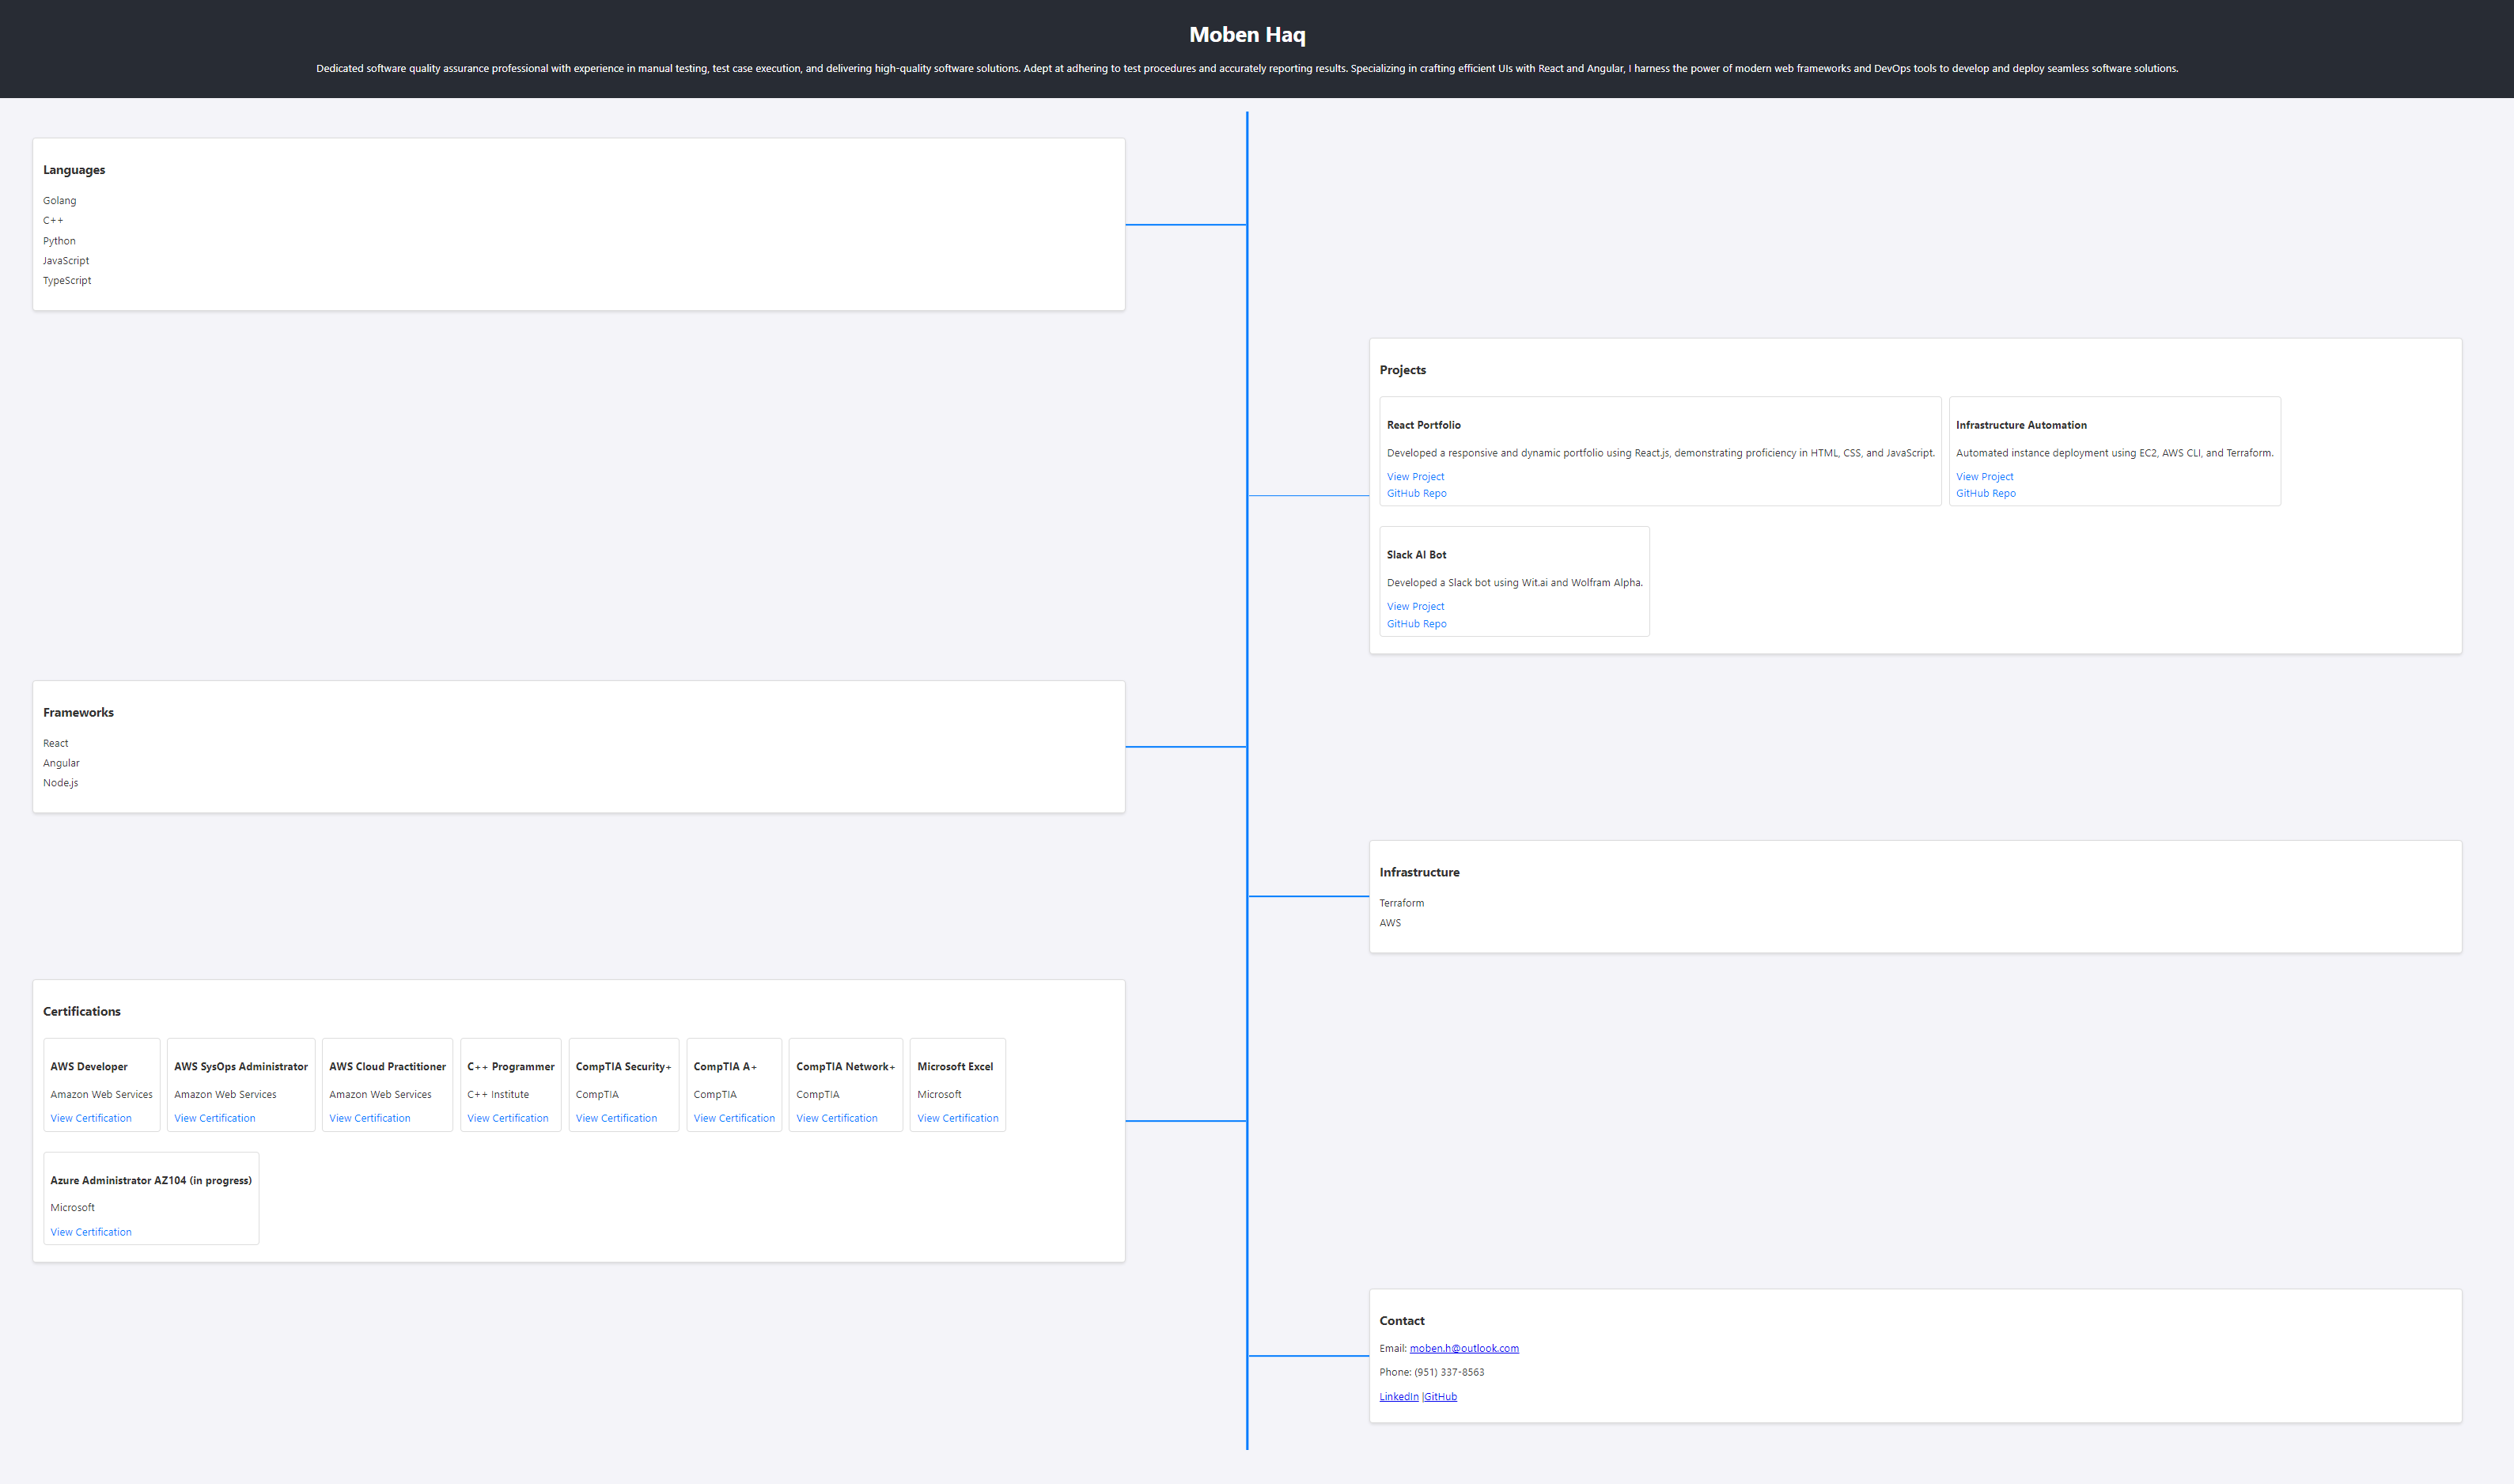 Moben Haq
Dedicated software quality assurance professional with experience in manual testing, test case execution, and delivering high-quality software solutions. Adept at adhering to test procedures and accurately reporting results. Specializing in crafting efficient UIs with React and Angular, I harness the power of modern web frameworks and DevOps tools to develop and deploy seamless software solutions.
Languages
Golang
C++
Python
JavaScript
TypeScript
Projects
React Portfolio
Developed a responsive and dynamic portfolio using React.js, demonstrating proficiency in HTML, CSS, and JavaScript.
View Project
GitHub Repo
Infrastructure Automation
Automated instance deployment using EC2, AWS CLI, and Terraform.
View Project
GitHub Repo
Slack AI Bot
Developed a Slack bot using Wit.ai and Wolfram Alpha.
View Project
GitHub Repo
Frameworks
React
Angular
Node.js
Infrastructure
Terraform
AWS
Certifications
AWS Developer
Amazon Web Services
View Certification
AWS SysOps Administrator
Amazon Web Services
View Certification
AWS Cloud Practitioner
Amazon Web Services
View Certification
C++ Programmer
C++ Institute
View Certification
CompTIA Security+
CompTIA
View Certification
CompTIA A+
CompTIA
View Certification
CompTIA Network+
CompTIA
View Certification
Microsoft Excel
Microsoft
View Certification
Azure Administrator AZ104 (in progress)
Microsoft
View Certification
Contact
Email: moben.h@outlook.com
Phone: (951) 337-8563
LinkedIn |GitHub